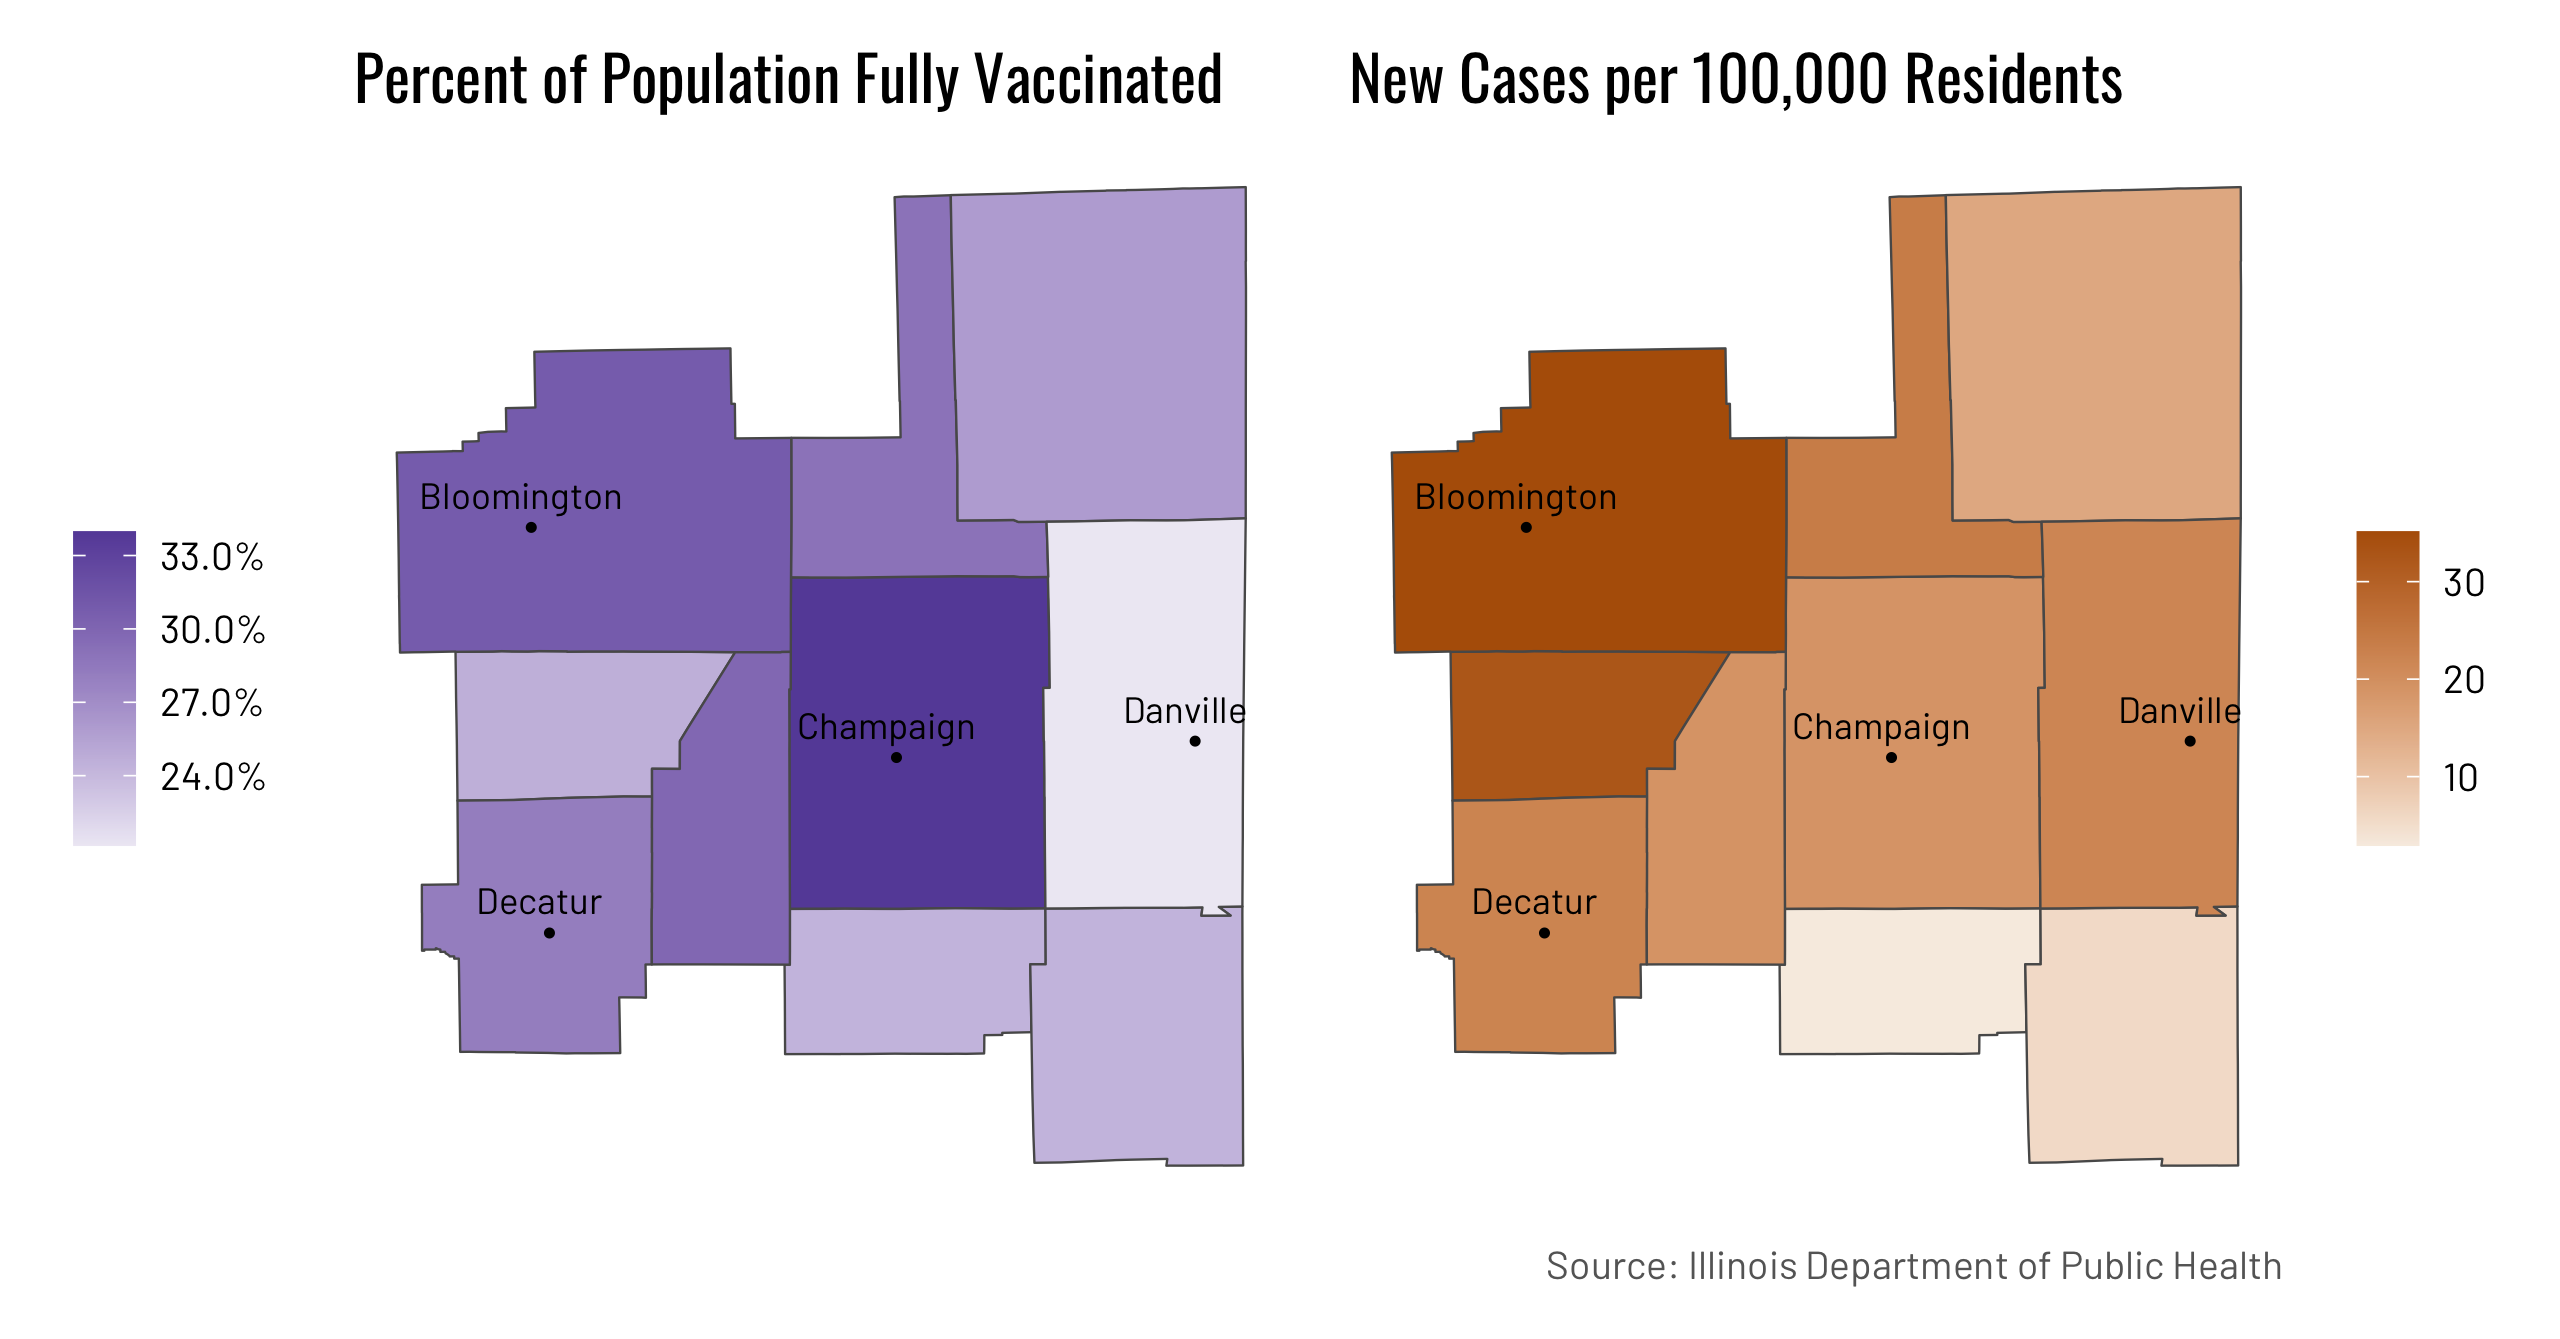 Percent of Population Fully Vaccinated
New Cases per 100,000 Residents
Bloomington
Champaign
Danville
Decatur
33.0%
30.0%
27.0%
24.0%
Bloomington
Champaign
Danville
Decatur
30
20
10
Source: Illinois Department of Public Health